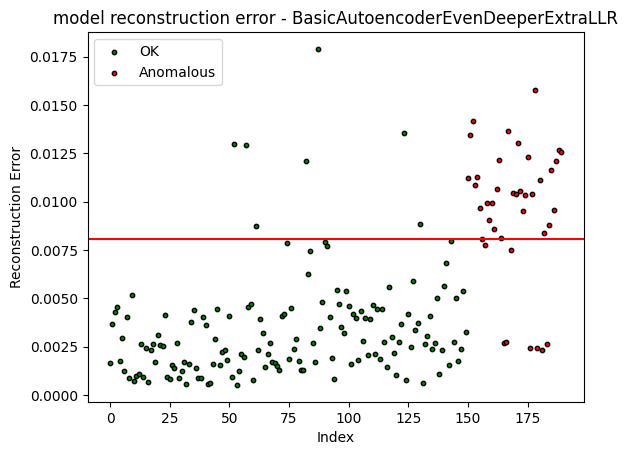 model reconstruction error - BasicAutoencoderEvenDeeperExtraLLR
OK
Anomalous
Reconstruction Error
0.0175
0.0150
0.0125
0.0100
0.0075
0.0050
0.0025
0.0000
0 25 50 75 100 125 150 175
Index